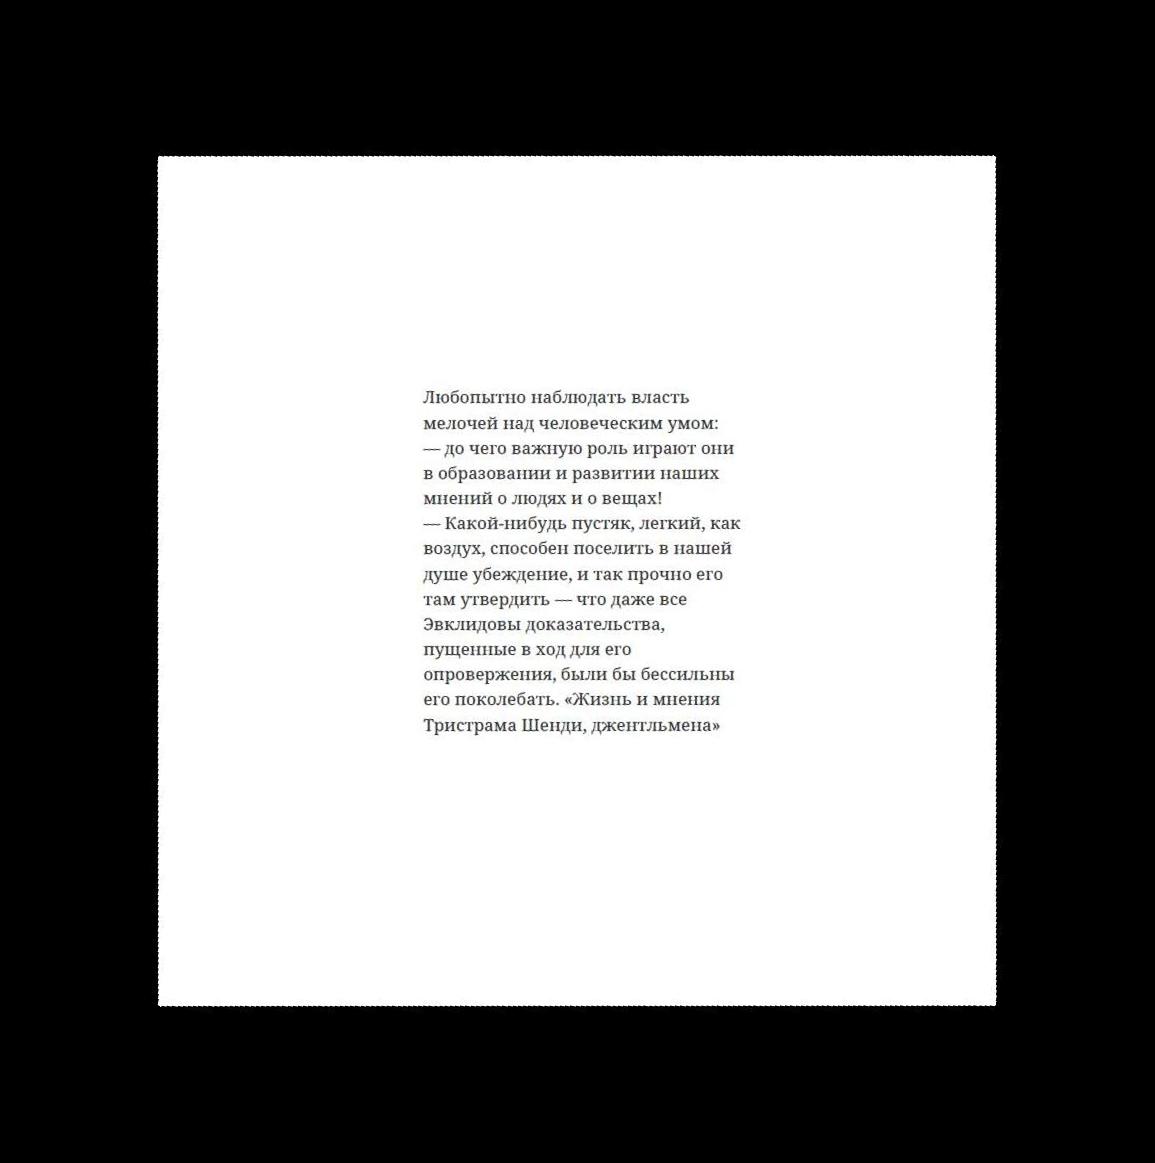 Любопытно наблюдать власть
мелочей над человеческим умом:
— до чего важную роль играют они
в образовании и развитии наших
мнений о людях и о вещах!
— Какой-нибудь пустяк, легкий, как
воздух, способен поселить в нашей
душе убеждение, и так прочно его
там утвердить — что даже все
Эвклидовы доказательства,
пущенные в ход для его
опровержения, были бы бессильны
его поколебать. «Жизнь и мнения
Тристрама Шенди, джентльмена»